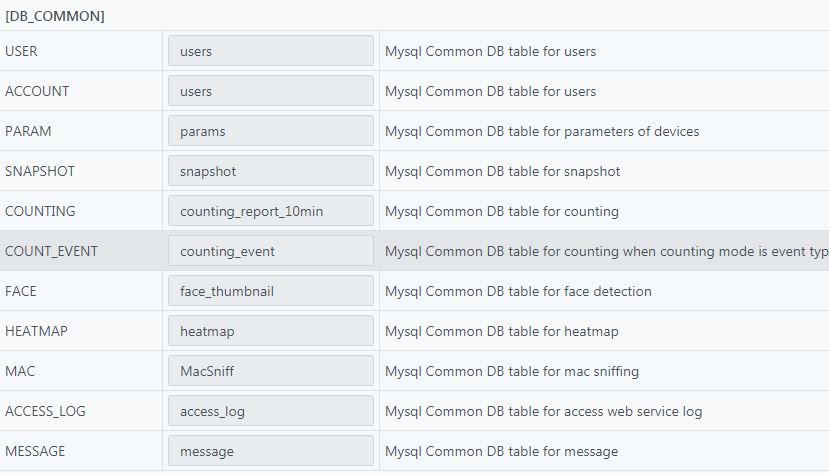 [DB_COMMON]
USER users Mysql Common DB table for users
ACCOUNT users Mysql Common DB table for users
PARAM params Mysql Common DB table for parameters of devices
SNAPSHOT snapshot Mysql Common DB table for snapshot
COUNTING counting_report_10min Mysql Common DB table for counting
COUNT_EVENT counting_event Mysql Common DB table for counting when counting mode is event typ
FACE face_thumbnail Mysql Common DB table for face detection
HEATMAP heatmap Mysql Common DB table for heatmap
MAC MacSniff Mysql Common DB table for mac sniffing
ACCESS_LOG access_log Mysql Common DB table for access web service log
MESSAGE message Mysql Common DB table for message